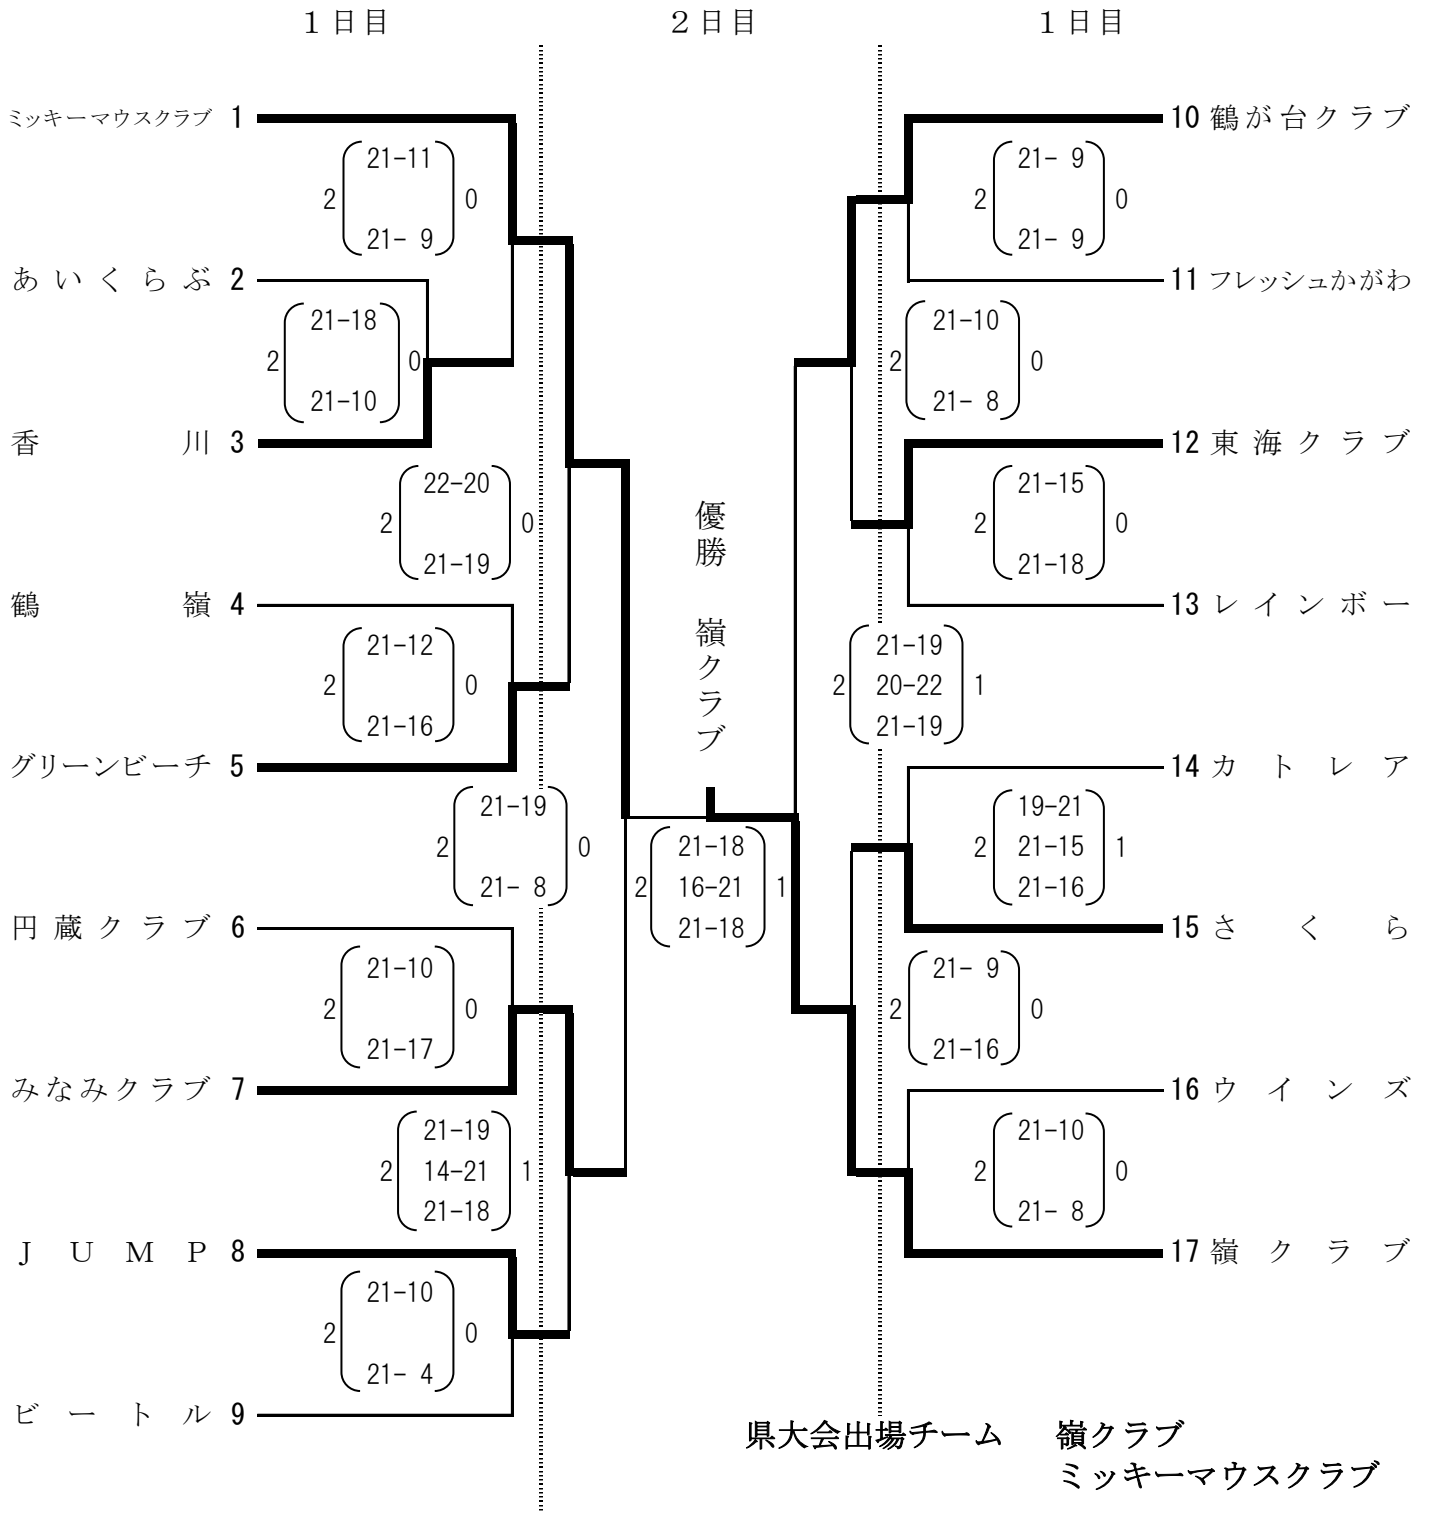 １日目 ２日目 １日目
ミッキーマウスクラブ 1 10 鶴が台クラブ
21-11 21- 9
2 0 2 0
21- 9 21- 9
あいくらぶ 2 11 フレッシュかがわ
21-18 21-10
2 0 2 0
21-10 21- 8
香川 3 12 東海クラブ
22-20 21-15
2 0 2 0
21-19 21-18
優勝 嶺クラブ
鶴嶺 4 13 レインボー
21-12 21-19
2 0 2 20-22 1
21-16 21-19
グリーンビーチ 5 14 カトレア
21-19 19-21
2 0 2 21-15 1
21- 8 21-16
21-18
2 16-21 1
21-18
円蔵クラブ 6 15 さくら
21-10 21- 9
2 0 2 0
21-17 21-16
みなみクラブ 7 16 ウインズ
21-19 21-10
2 14-21 1 2 0
21-18 21- 8
ＪＵＭＰ 8 17 嶺クラブ
21-10
2 0
21- 4
ビートル 9
県大会出場チーム 嶺クラブ
ミッキーマウスクラブ